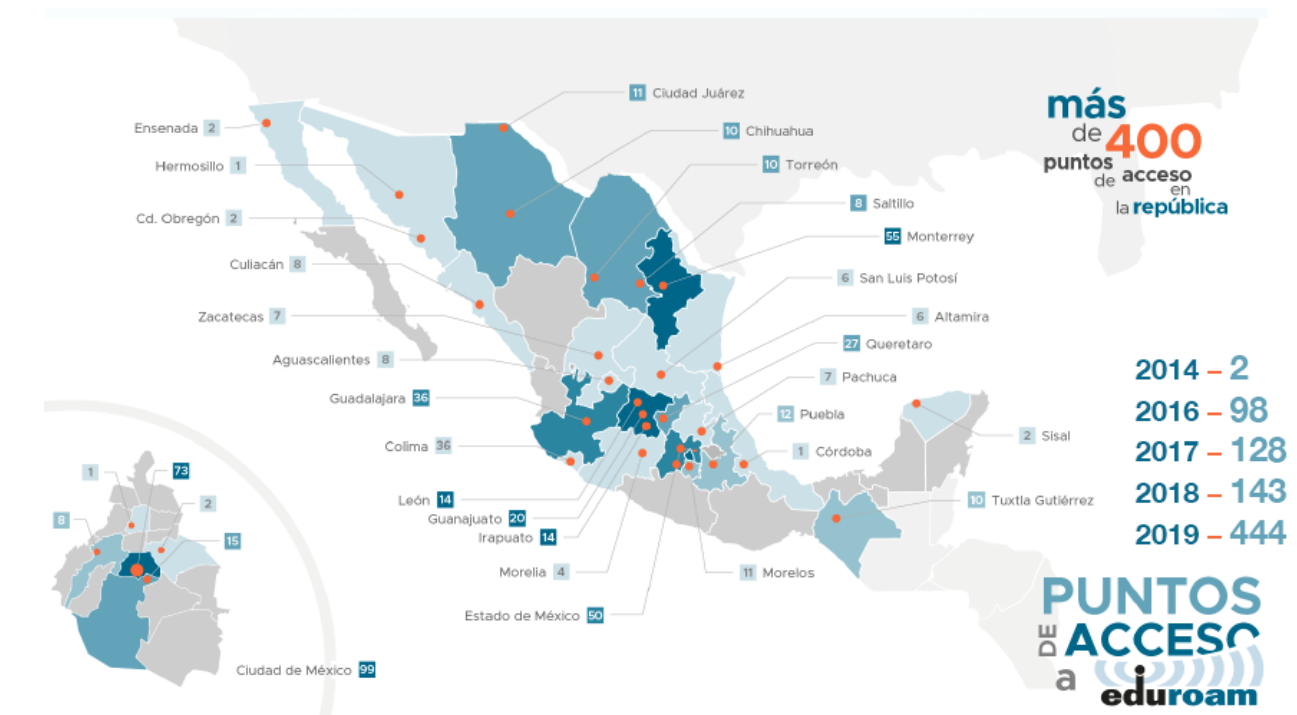 más
de 400
puntos
de acceso
en
la república
11 Ciudad Juárez
Ensenada 2
10 Chihuahua
Hermosillo 1
10 Torreón
8 Saltillo
Cd. Obregón 2
55 Monterrey
Culiacán 8
6 San Luis Potosí
Zacatecas 7
6 Altamira
27 Queretaro
Aguascalientes 8
7 Pachuca
Guadalajara 36
12 Puebla
Colima 36
2 Sisal
1 Córdoba
León 14
10 Tuxtla Gutiérrez
Guanajuato 20
Irapuato 14
Morelia 4
11 Morelos
Estado de México 50
1
73
2
8
15
Ciudad de México 99
2014 – 2
2016 – 98
2017 – 128
2018 – 143
2019 – 444
PUNTOS
DE ACCESO
a
eduroam